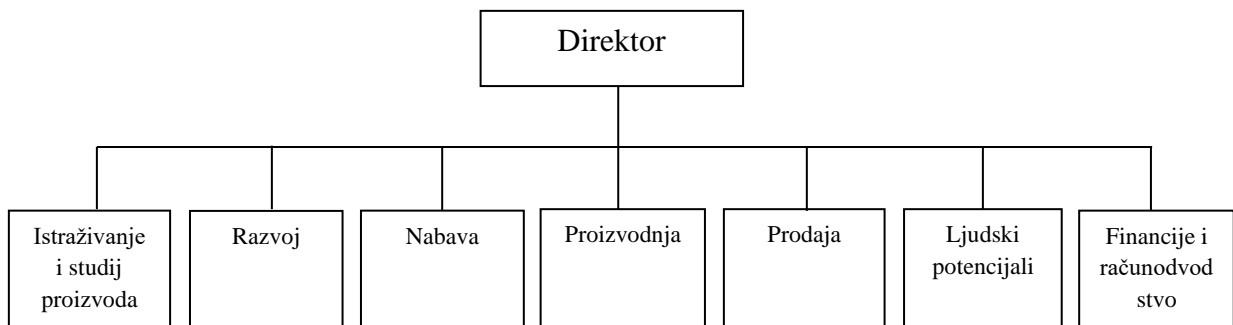 Direktor
Istraživanje
i studij
proizvoda
Razvoj
Nabava
Proizvodnja
Prodaja
Ljudski
potencijali
Financije i
računodvod
stvo